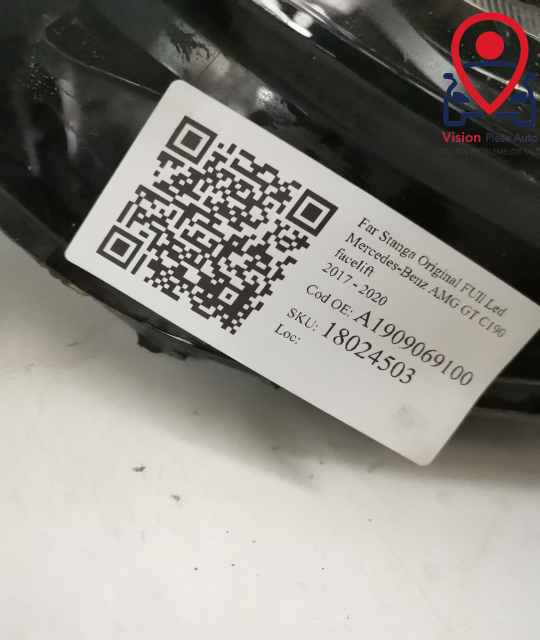 Vision Piese Auto
Far Stanga Original FUll Led
Mercedes-Benz AMG GT C190
facelift
2017 - 2020
Cod OE: A1909069100
SKU: 18024503
Loc: